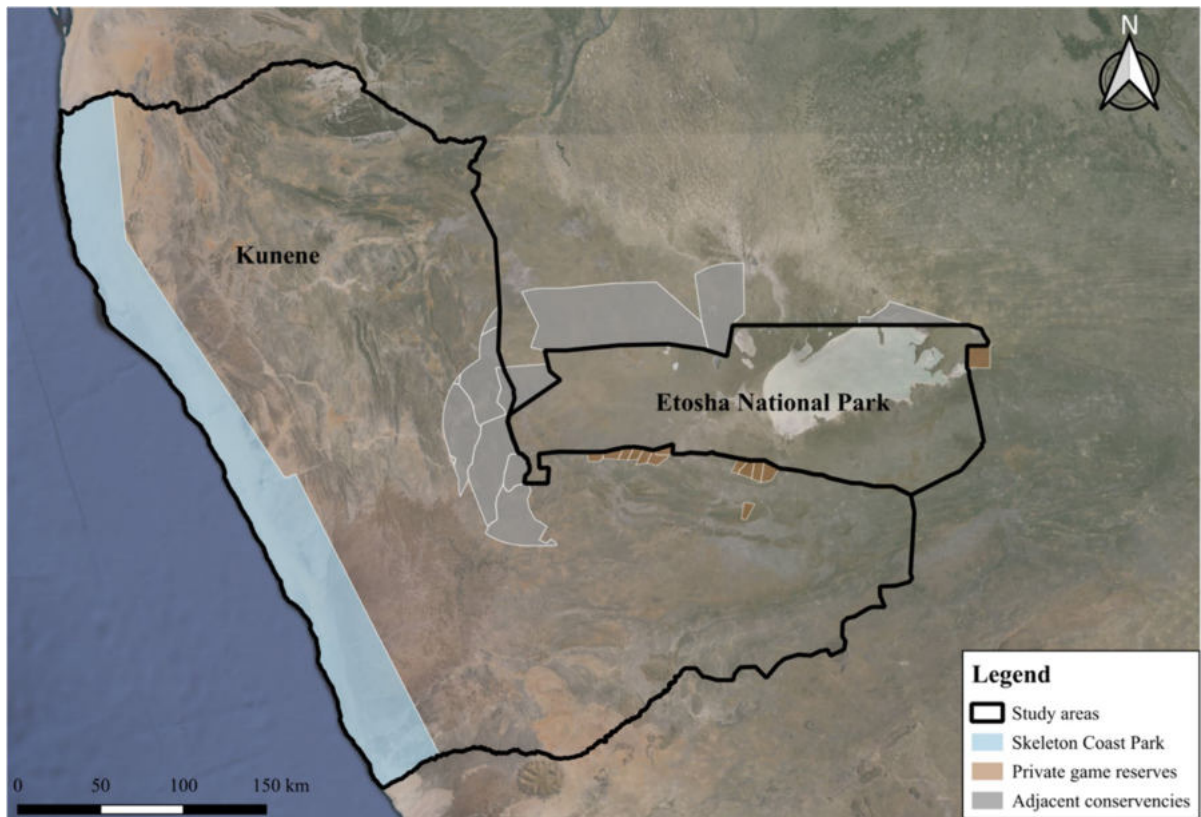 N
Kunene
Etosha National Park
Legend
Study areas
Skeleton Coast Park
Private game reserves
Adjacent conservencies
0 50 100 150 km